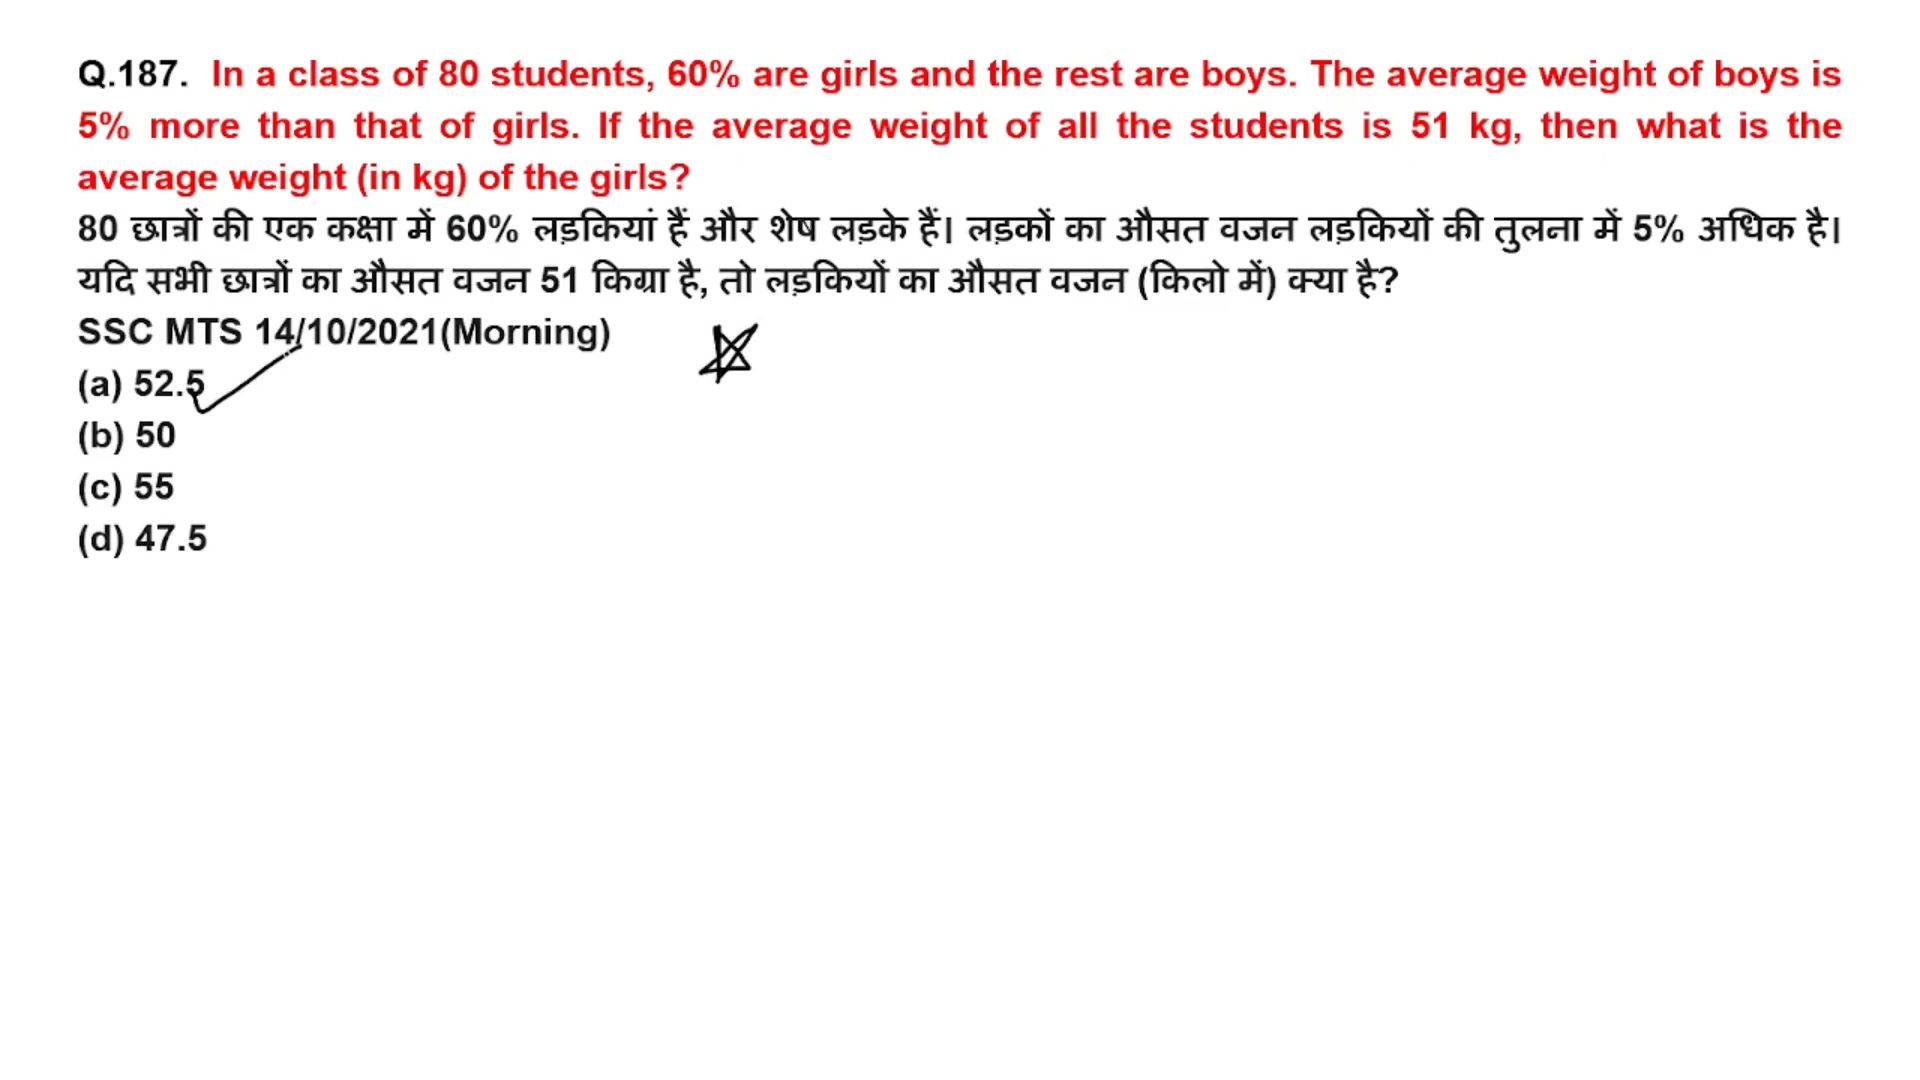 Q.187. In a class of 80 students, 60% are girls and the rest are boys. The average weight of boys is
5% more than that of girls. If the average weight of all the students is 51 kg, then what is the
average weight (in kg) of the girls?
80 छात्रों की एक कक्षा में 60% लड़कियां हैं और शेष लड़के हैं। लड़कों का औसत वजन लड़कियों की तुलना में 5% अधिक है।
यदि सभी छात्रों का औसत वजन 51 किग्रा है, तो लड़कियों का औसत वजन (किलो में) क्या है?
SSC MTS 14/10/2021(Morning)
(a) 52.5
(b) 50
(c) 55
(d) 47.5